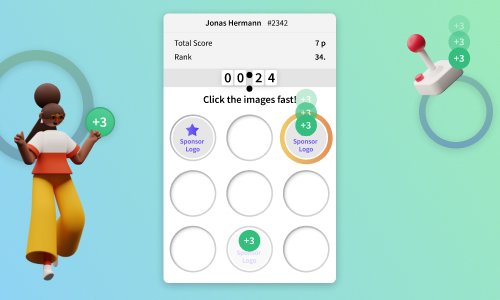 Jonas Hermann #2342
Total Score 7 p
Rank 34.
00:24
Click the images fast!
+3
+3
+3
+3
+3
+3
+3
Sponsor
Logo
Sponsor
Logo
+3
Sponsor
Logo